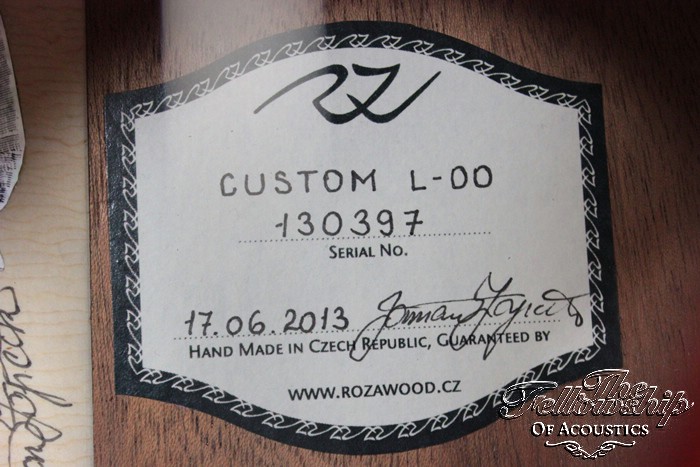 RZ
CUSTOM L-00
130397
SERIAL NO.
17.06.2013
HAND MADE IN CZECH REPUBLIC, GUARANTEED BY
WWW.ROZAWOOD.CZ
The
Fellowship
OF ACOUSTICS